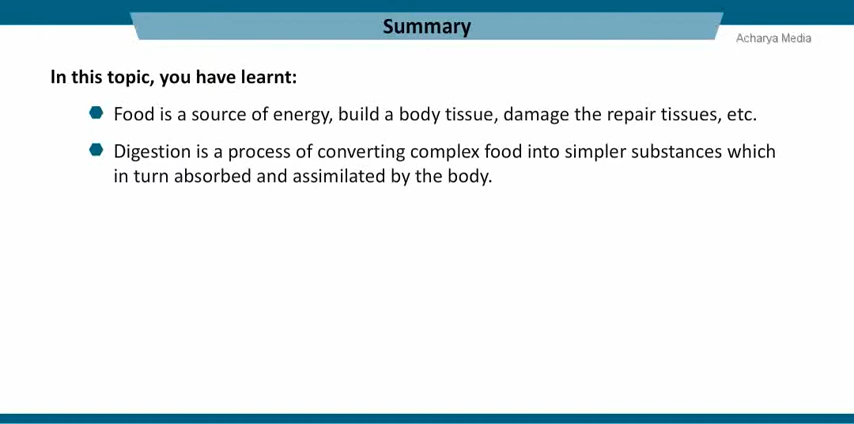 Summary
Acharya Media
In this topic, you have learnt:
Food is a source of energy, build a body tissue, damage the repair tissues, etc.
Digestion is a process of converting complex food into simpler substances which
in turn absorbed and assimilated by the body.